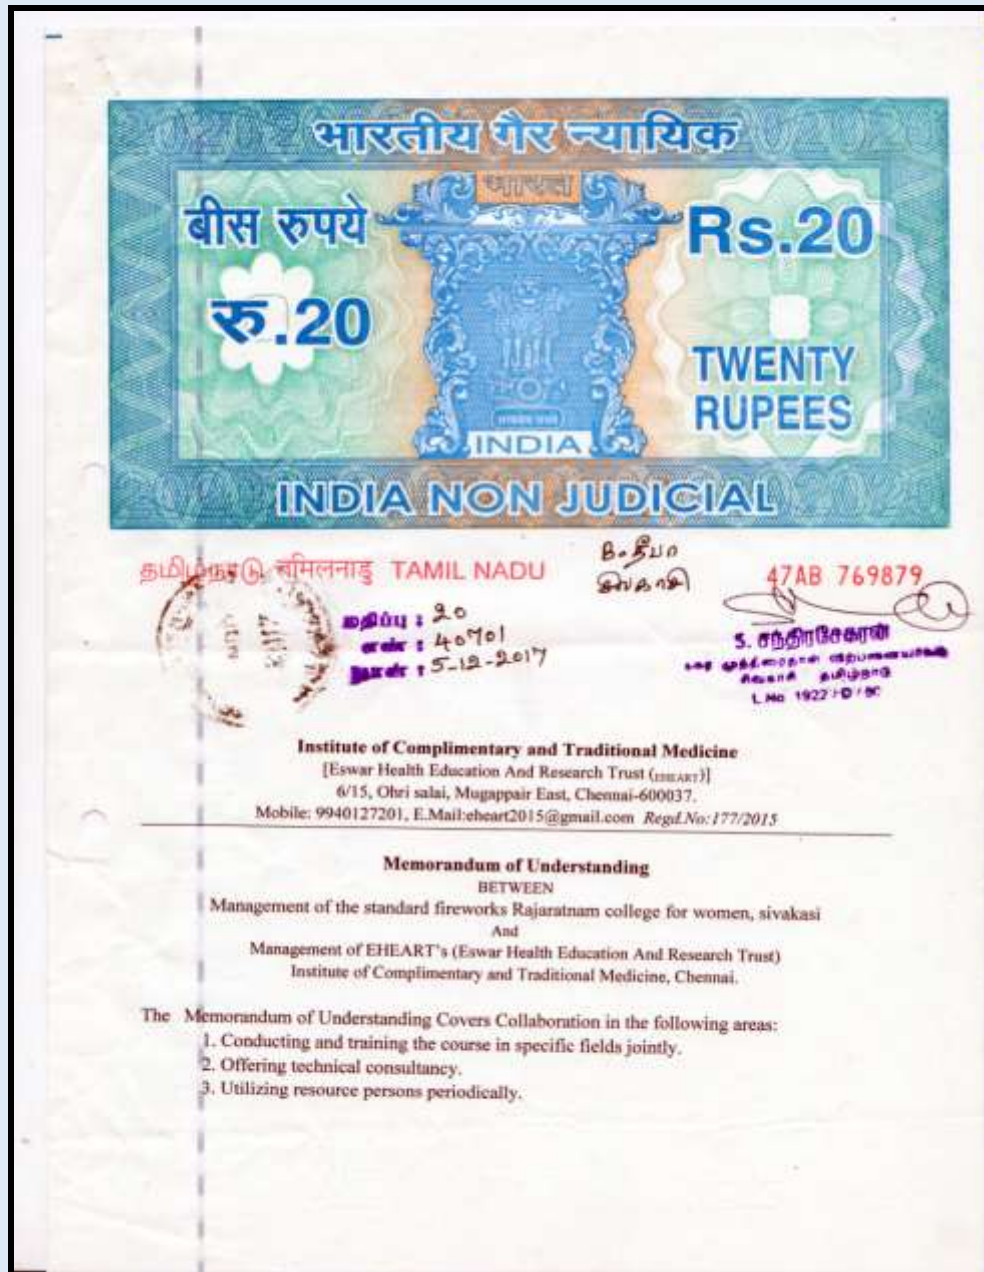 भारतीय गैर न्यायिक
भारत
बीस रुपये
रु.20
Rs.20
TWENTY
RUPEES
INDIA
INDIA NON JUDICIAL
தமிழ்நாடு तमिलनाडु TAMIL NADU
B. தீபா
சிவகாசி
47AB 769879
மதிப்பு : 20
எண் : 40701
நாள் : 5-12-2017
S. சந்திரசேகரன்
சிவகாசி தமிழ்நாடு
L.No 1922
Institute of Complimentary and Traditional Medicine
[Eswar Health Education And Research Trust (EHEART)]
6/15, Ohri salai, Mugappair East, Chennai-600037.
Mobile: 9940127201, E.Mail:eheart2015@gmail.com Regd.No:177/2015
Memorandum of Understanding
BETWEEN
Management of the standard fireworks Rajaratnam college for women, sivakasi
And
Management of EHEART's (Eswar Health Education And Research Trust)
Institute of Complimentary and Traditional Medicine, Chennai.
The Memorandum of Understanding Covers Collaboration in the following areas:
1. Conducting and training the course in specific fields jointly.
2. Offering technical consultancy.
3. Utilizing resource persons periodically.